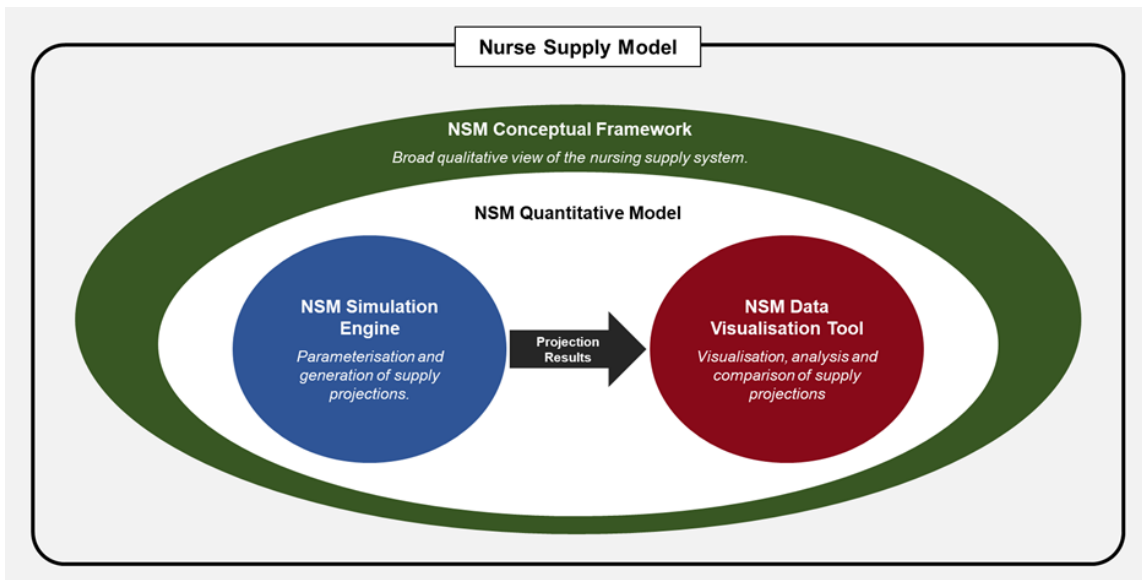 Nurse Supply Model
NSM Conceptual Framework
Broad qualitative view of the nursing supply system.
NSM Quantitative Model
NSM Simulation
Engine
Parameterisation and
generation of supply
projections.
Projection
Results
NSM Data
Visualisation Tool
Visualisation, analysis and
comparison of supply
projections